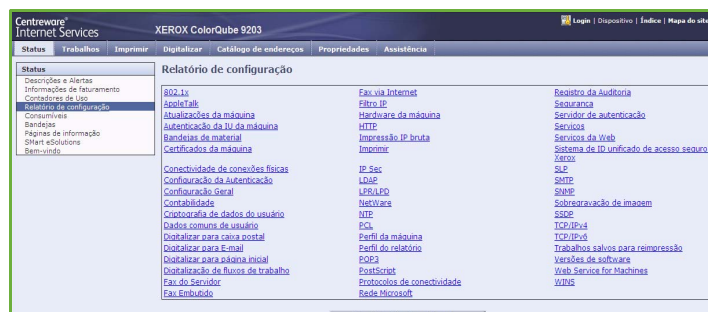 Centreware®
Internet Services
XEROX ColorQube 9203
Login | Dispositivo | Índice | Mapa do site
Status Trabalhos Imprimir Digitalizar Catálogo de endereços Propriedades Assistência
Status
Descrições e Alertas
Informações de faturamento
Contadores de Uso
Relatório de configuração
Consumíveis
Bandejas
Páginas de informação
SMart eSolutions
Bem-vindo
Relatório de configuração
802.1x
AppleTalk
Atualizações da máquina
Autenticação da IU da máquina
Bandejas de material
Certificados da máquina
Conectividade de conexões físicas
Configuração da Autenticação
Configuração Geral
Contabilidade
Criptografia de dados do usuário
Dados comuns de usuário
Digitalizar para caixa postal
Digitalizar para E-mail
Digitalizar para página inicial
Digitalização de fluxos de trabalho
Fax do Servidor
Fax Embutido
Fax via Internet
Filtro IP
Hardware da máquina
HTTP
Impressão IP bruta
Imprimir
IP Sec
LDAP
LPR/LPD
NetWare
NTP
PCL
Perfil da máquina
Perfil do relatório
POP3
PostScript
Protocolos de conectividade
Rede Microsoft
Registro da Auditoria
Segurança
Servidor de autenticação
Serviços
Serviços da Web
Sistema de ID unificado de acesso seguro
Xerox
SLP
SMTP
SNMP
Sobregravação de imagem
SSDP
TCP/IPv4
TCP/IPv6
Trabalhos salvos para reimpressão
Versões de software
Web Service for Machines
WINS